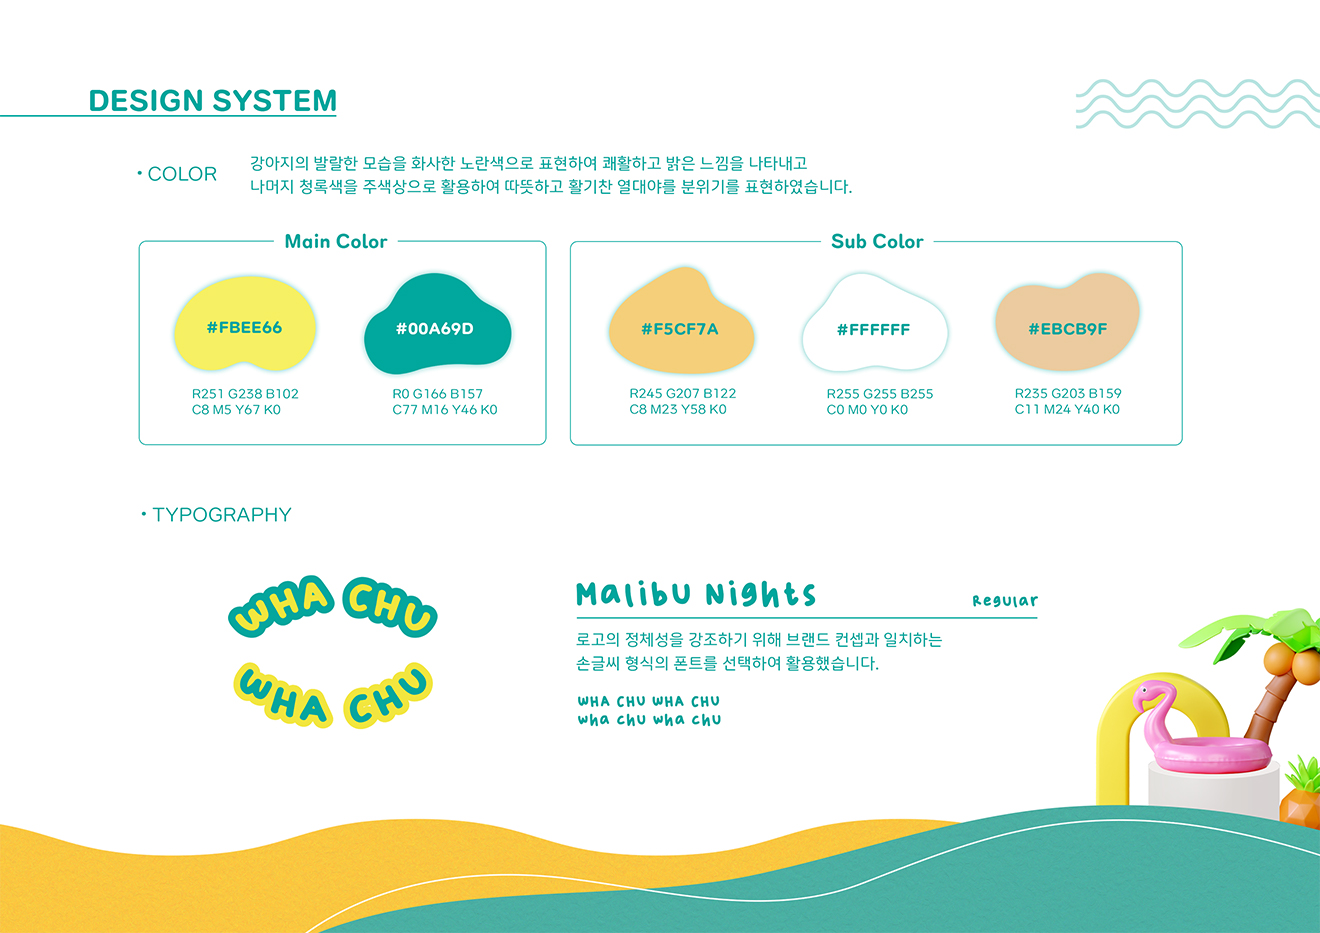 DESIGN SYSTEM
• COLOR
강아지의 발랄한 모습을 화사한 노란색으로 표현하여 쾌활하고 밝은 느낌을 나타내고
나머지 청록색을 주색상으로 활용하여 따뜻하고 활기찬 열대야를 분위기를 표현하였습니다.
Main Color
#FBEE66
#00A69D
R251 G238 B102
C8 M5 Y67 K0
R0 G166 B157
C77 M16 Y46 K0
Sub Color
#F5CF7A
#FFFFFF
#EBCB9F
R245 G207 B122
C8 M23 Y58 K0
R255 G255 B255
C0 M0 Y0 K0
R235 G203 B159
C11 M24 Y40 K0
• TYPOGRAPHY
WHA CHU
WHA CHU
Malibu Nights
Regular
로고의 정체성을 강조하기 위해 브랜드 컨셉과 일치하는
손글씨 형식의 폰트를 선택하여 활용했습니다.
WHA CHU WHA CHU
wha chu wha chu